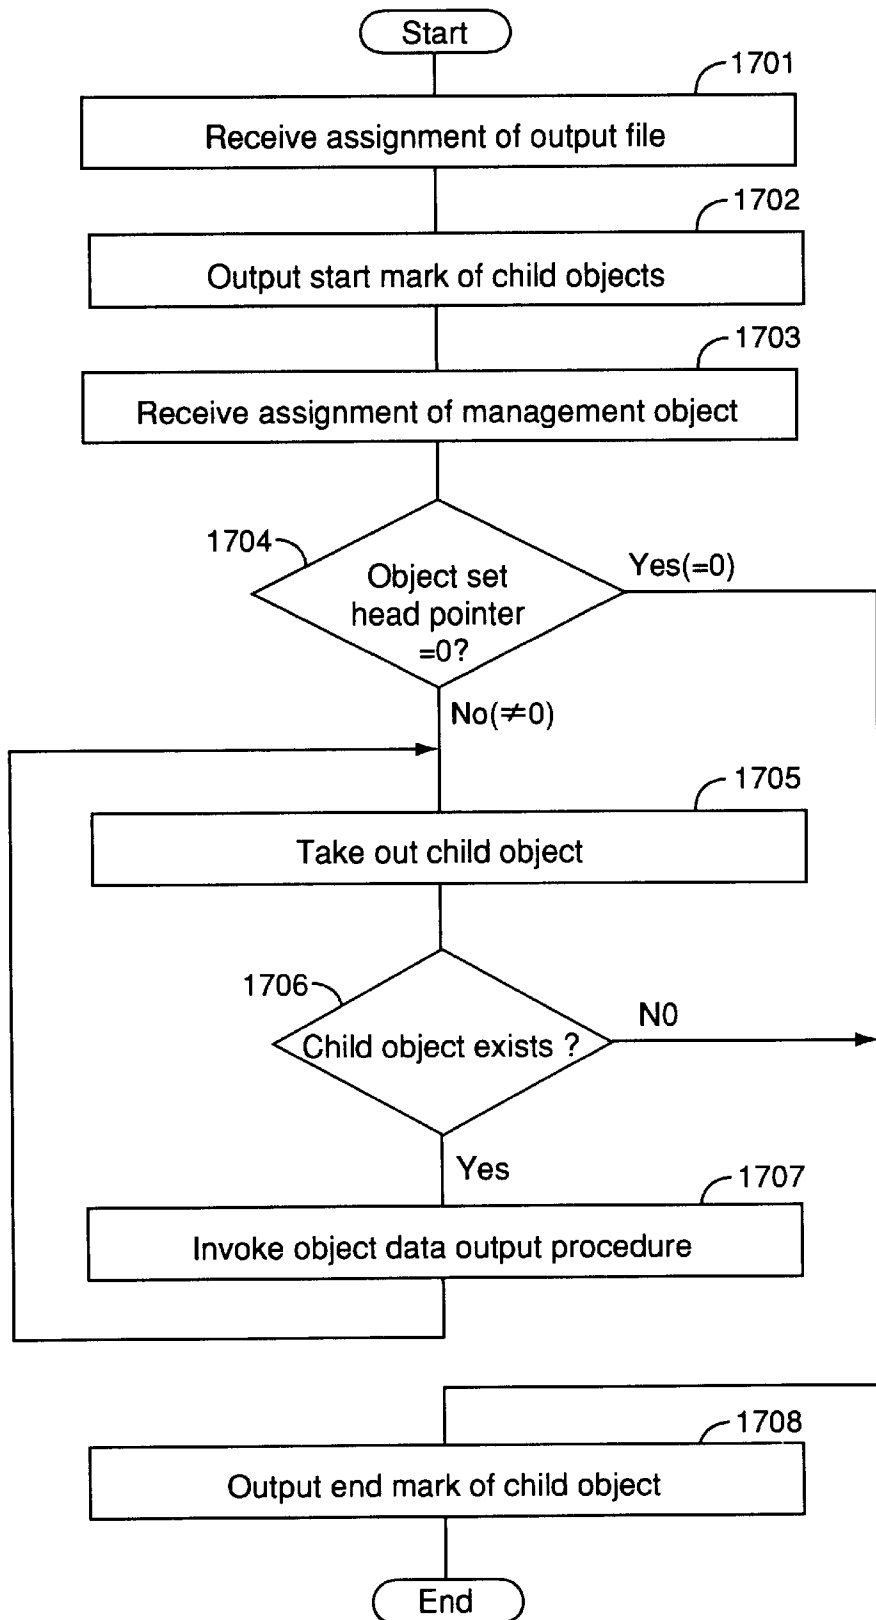 Start
1701
Receive assignment of output file
1702
Output start mark of child objects
1703
Receive assignment of management object
1704
Yes(=0)
Object set
head pointer
=0?
No(≠0)
1705
Take out child object
1706
N0
Child object exists ?
Yes
1707
Invoke object data output procedure
1708
Output end mark of child object
End